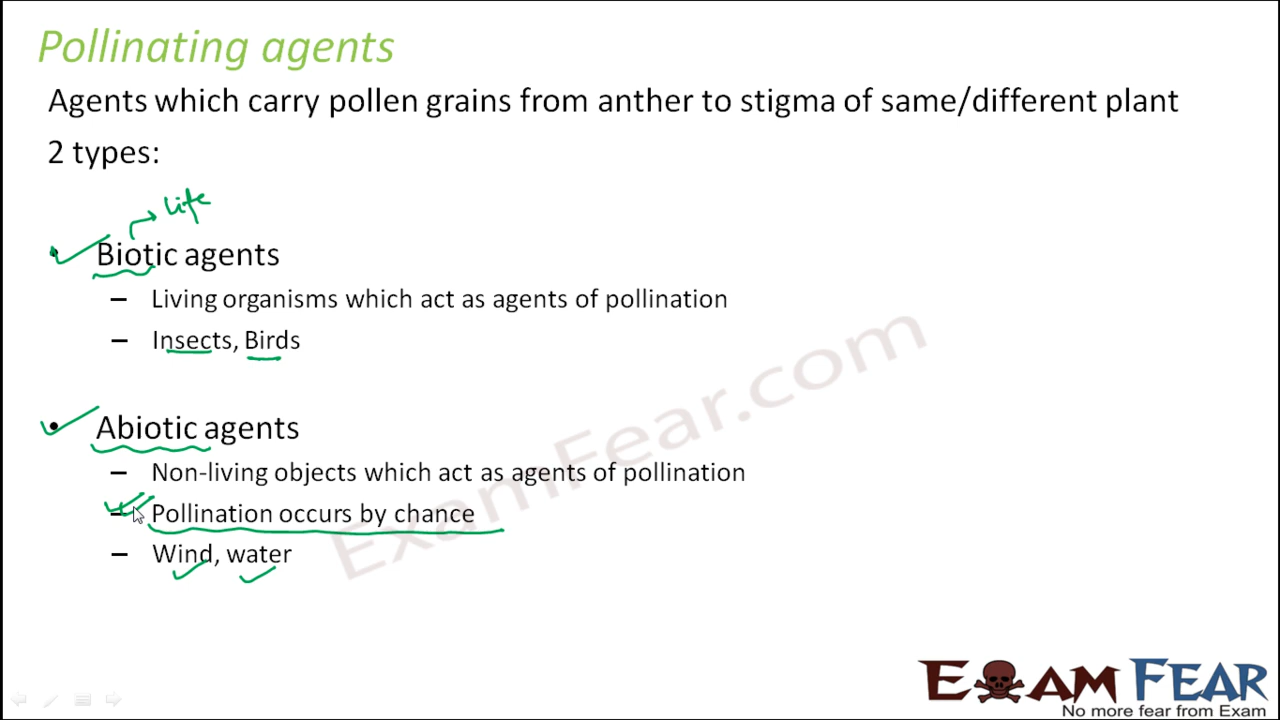 Pollinating agents
Agents which carry pollen grains from anther to stigma of same/different plant
2 types:
Life
• Biotic agents
– Living organisms which act as agents of pollination
– Insects, Birds
• Abiotic agents
– Non-living objects which act as agents of pollination
– Pollination occurs by chance
– Wind, water
ExamFear.com
EXAM FEAR
No more fear from Exam